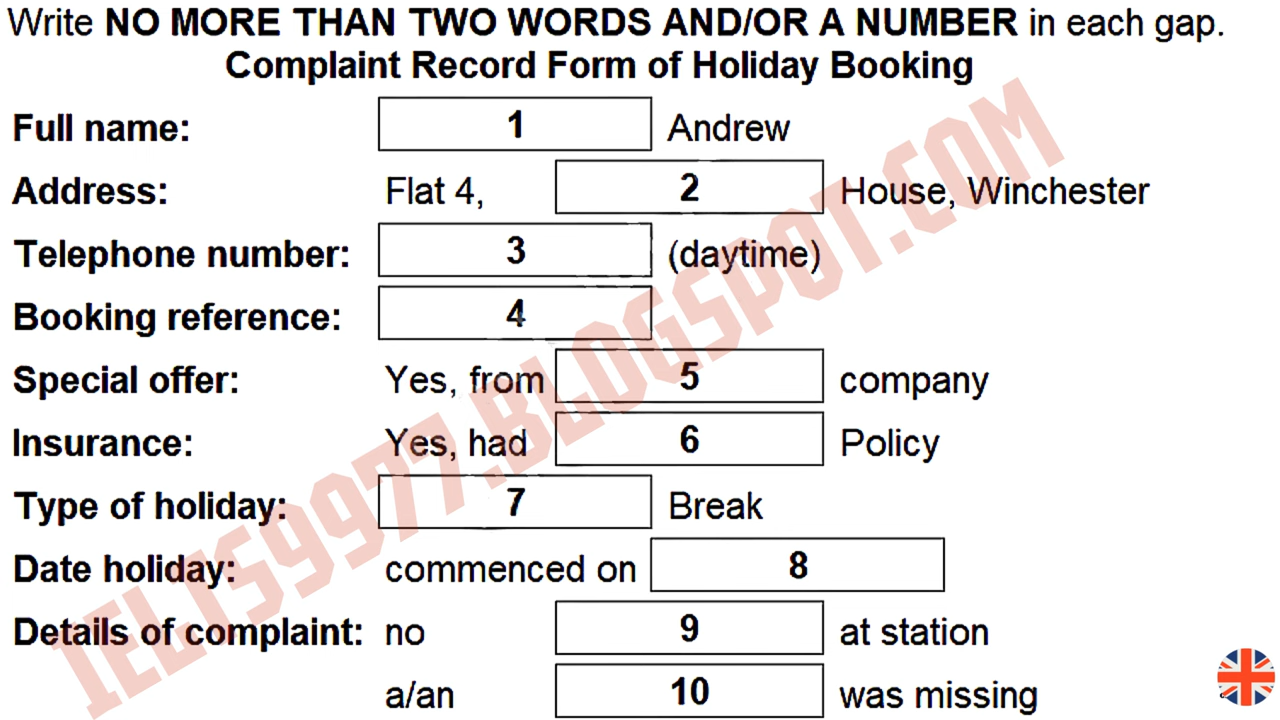 Write NO MORE THAN TWO WORDS AND/OR A NUMBER in each gap.
Complaint Record Form of Holiday Booking
Full name: 1 Andrew
Address: Flat 4, 2 House, Winchester
Telephone number: 3 (daytime)
Booking reference: 4
Special offer: Yes, from 5 company
Insurance: Yes, had 6 Policy
Type of holiday: 7 Break
Date holiday: commenced on 8
Details of complaint: no 9 at station
a/an 10 was missing
IELTS9977.BLOGSPOT.COM